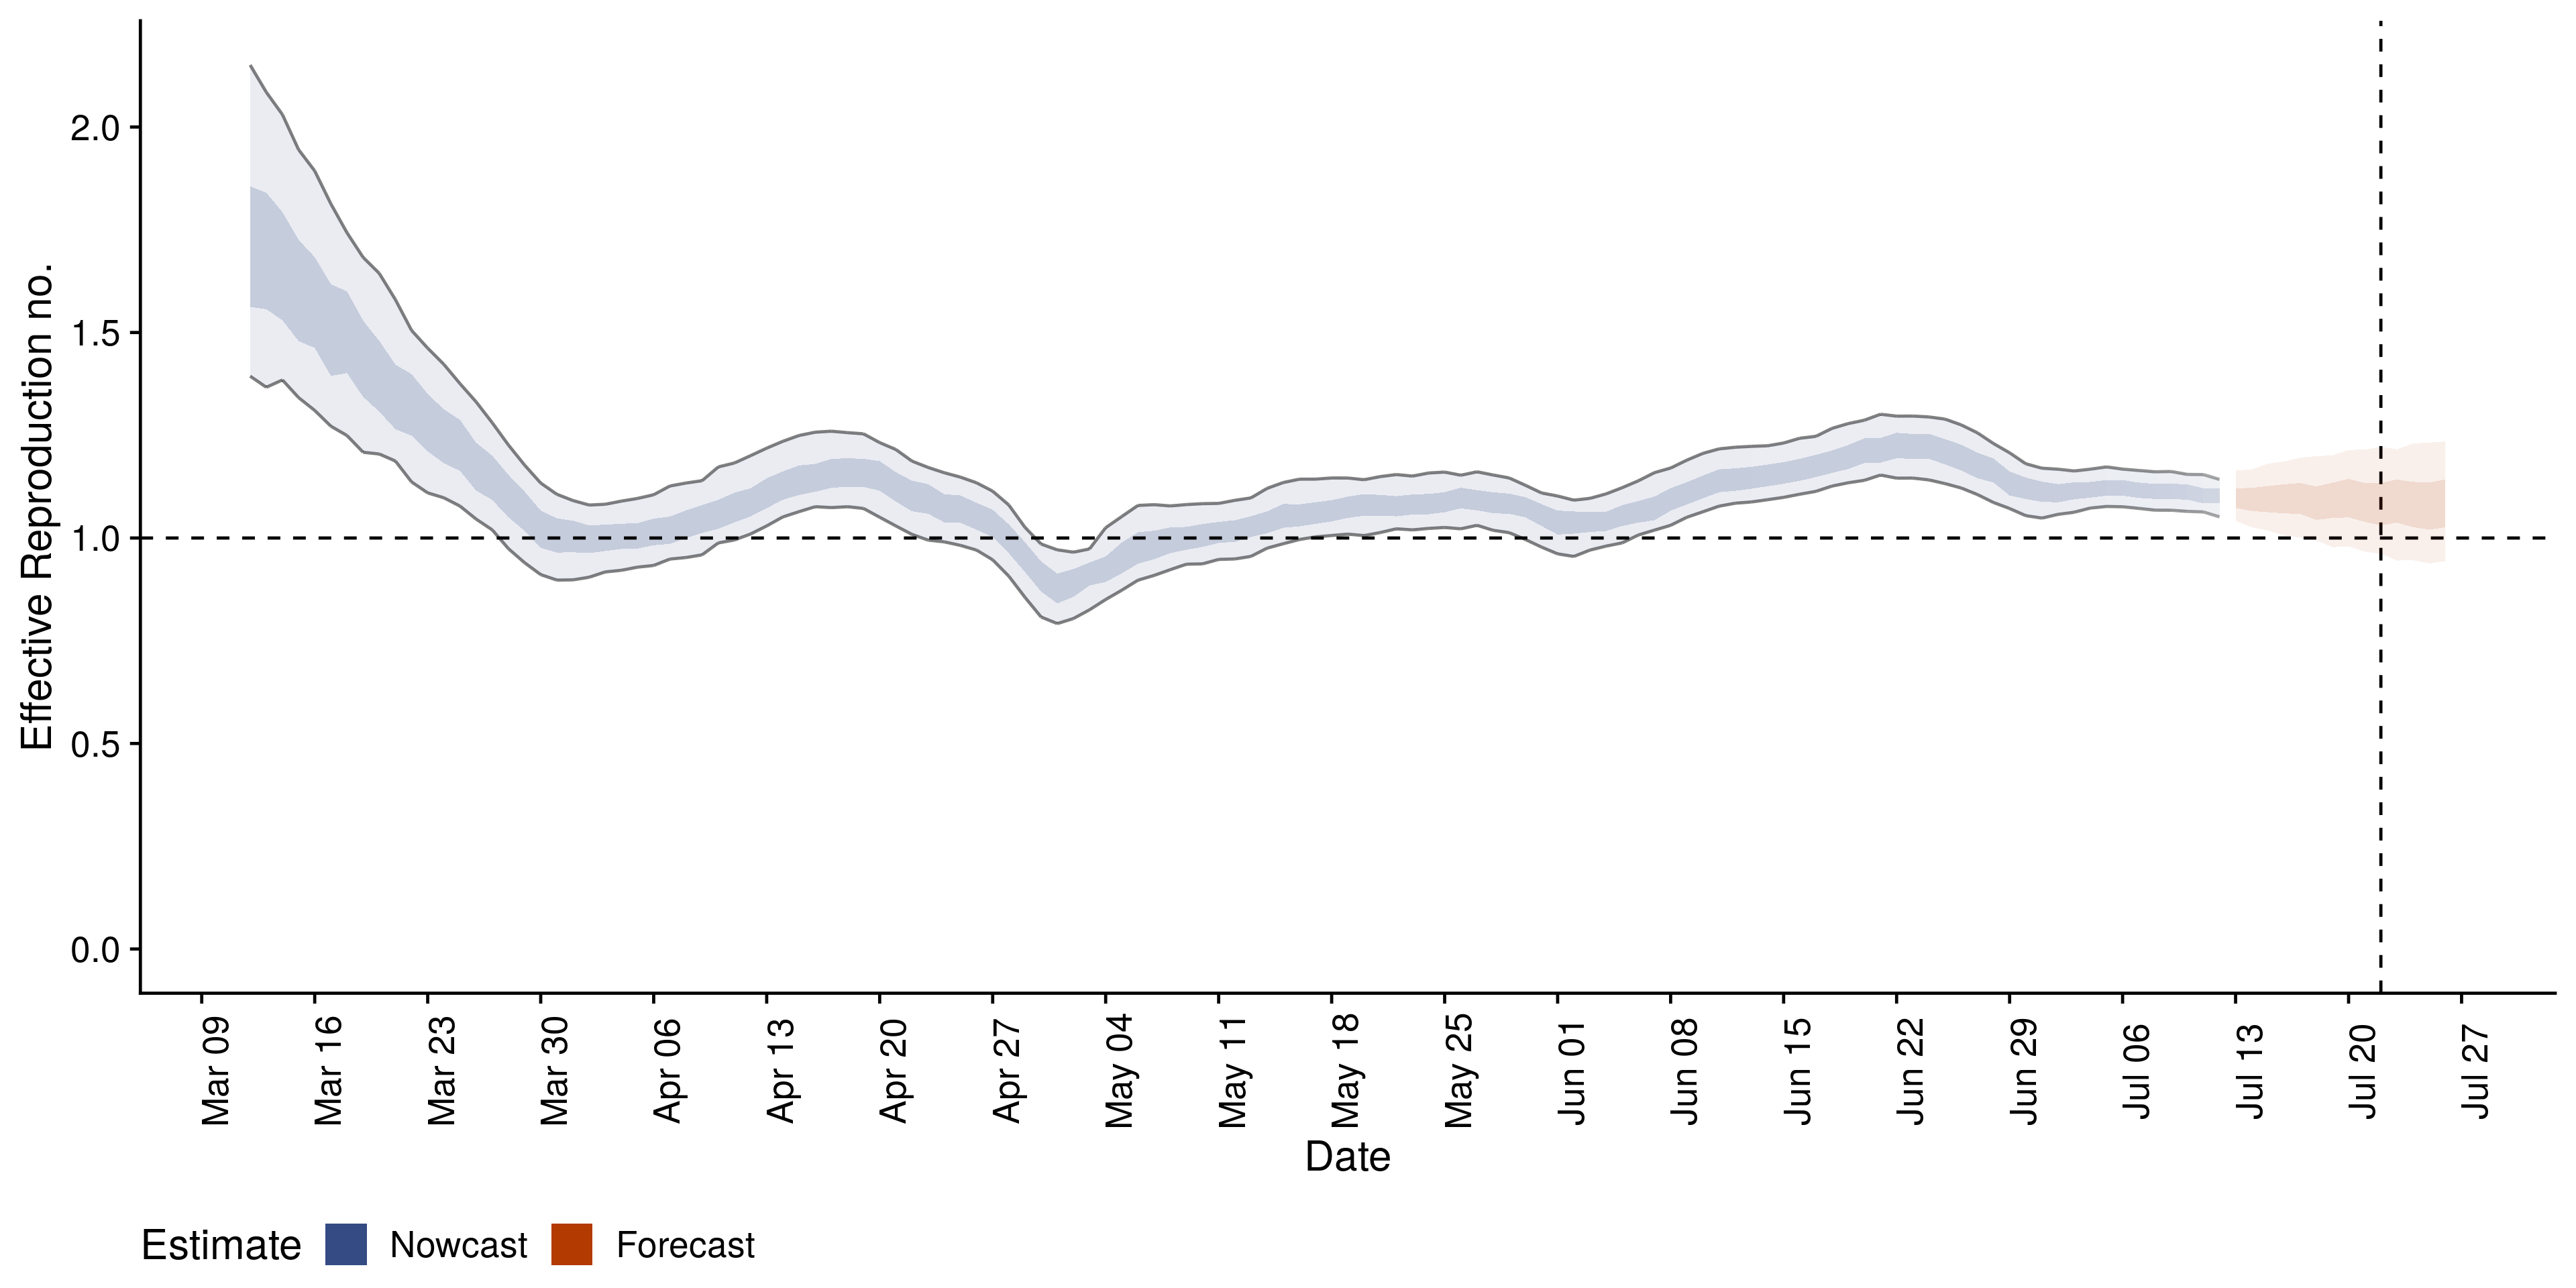 Effective Reproduction no.
2.0
1.5
1.0
0.5
0.0
Mar 09
Mar 16
Mar 23
Mar 30
Apr 06
Apr 13
Apr 20
Apr 27
May 04
May 11
May 18
May 25
Jun 01
Jun 08
Jun 15
Jun 22
Jun 29
Jul 06
Jul 13
Jul 20
Jul 27
Date
Estimate Nowcast Forecast